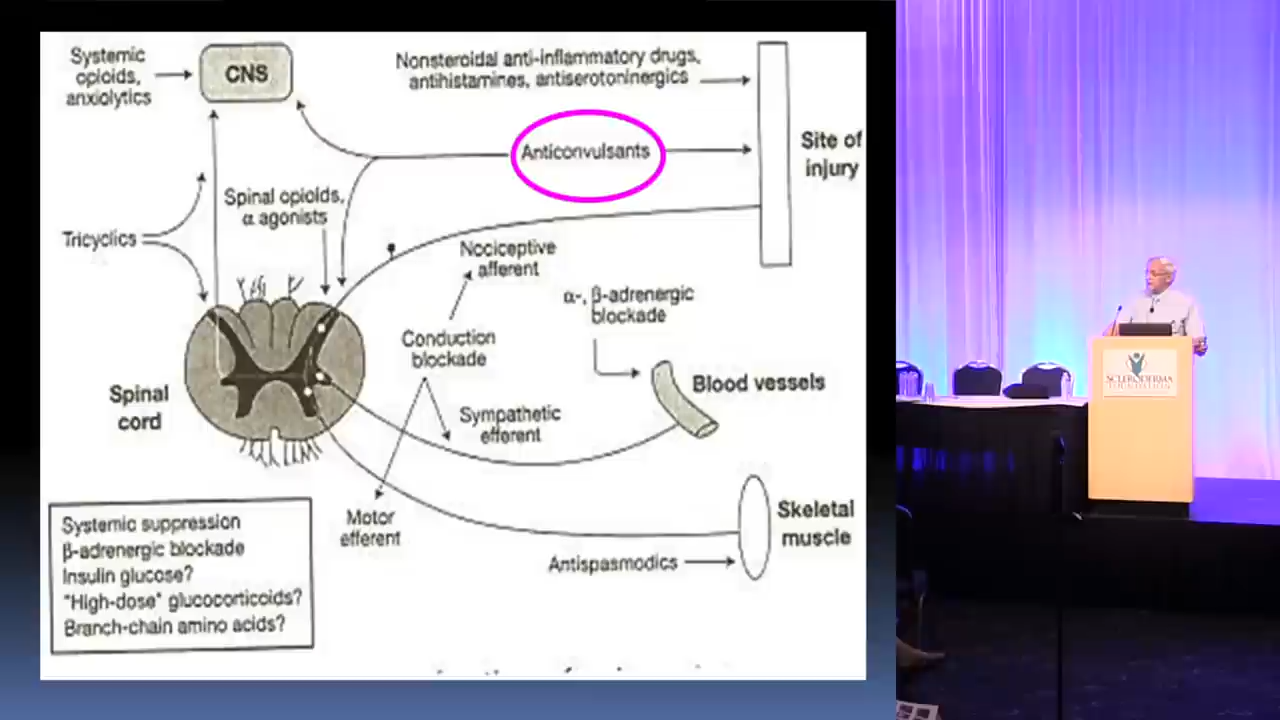 Systemic
opioids,
anxiolytics
CNS
Nonsteroidal anti-inflammatory drugs,
antihistamines, antiserotoninergics
Anticonvulsants
Site of
injury
Spinal opioids,
α agonists
Tricyclics
Nociceptive
afferent
α-, β-adrenergic
blockade
Conduction
blockade
Blood vessels
Spinal
cord
Sympathetic
efferent
Motor
efferent
Skeletal
muscle
Antispasmodics
Systemic suppression
β-adrenergic blockade
Insulin glucose?
"High-dose" glucocorticoids?
Branch-chain amino acids?
SCLERODERMA
FOUNDATION